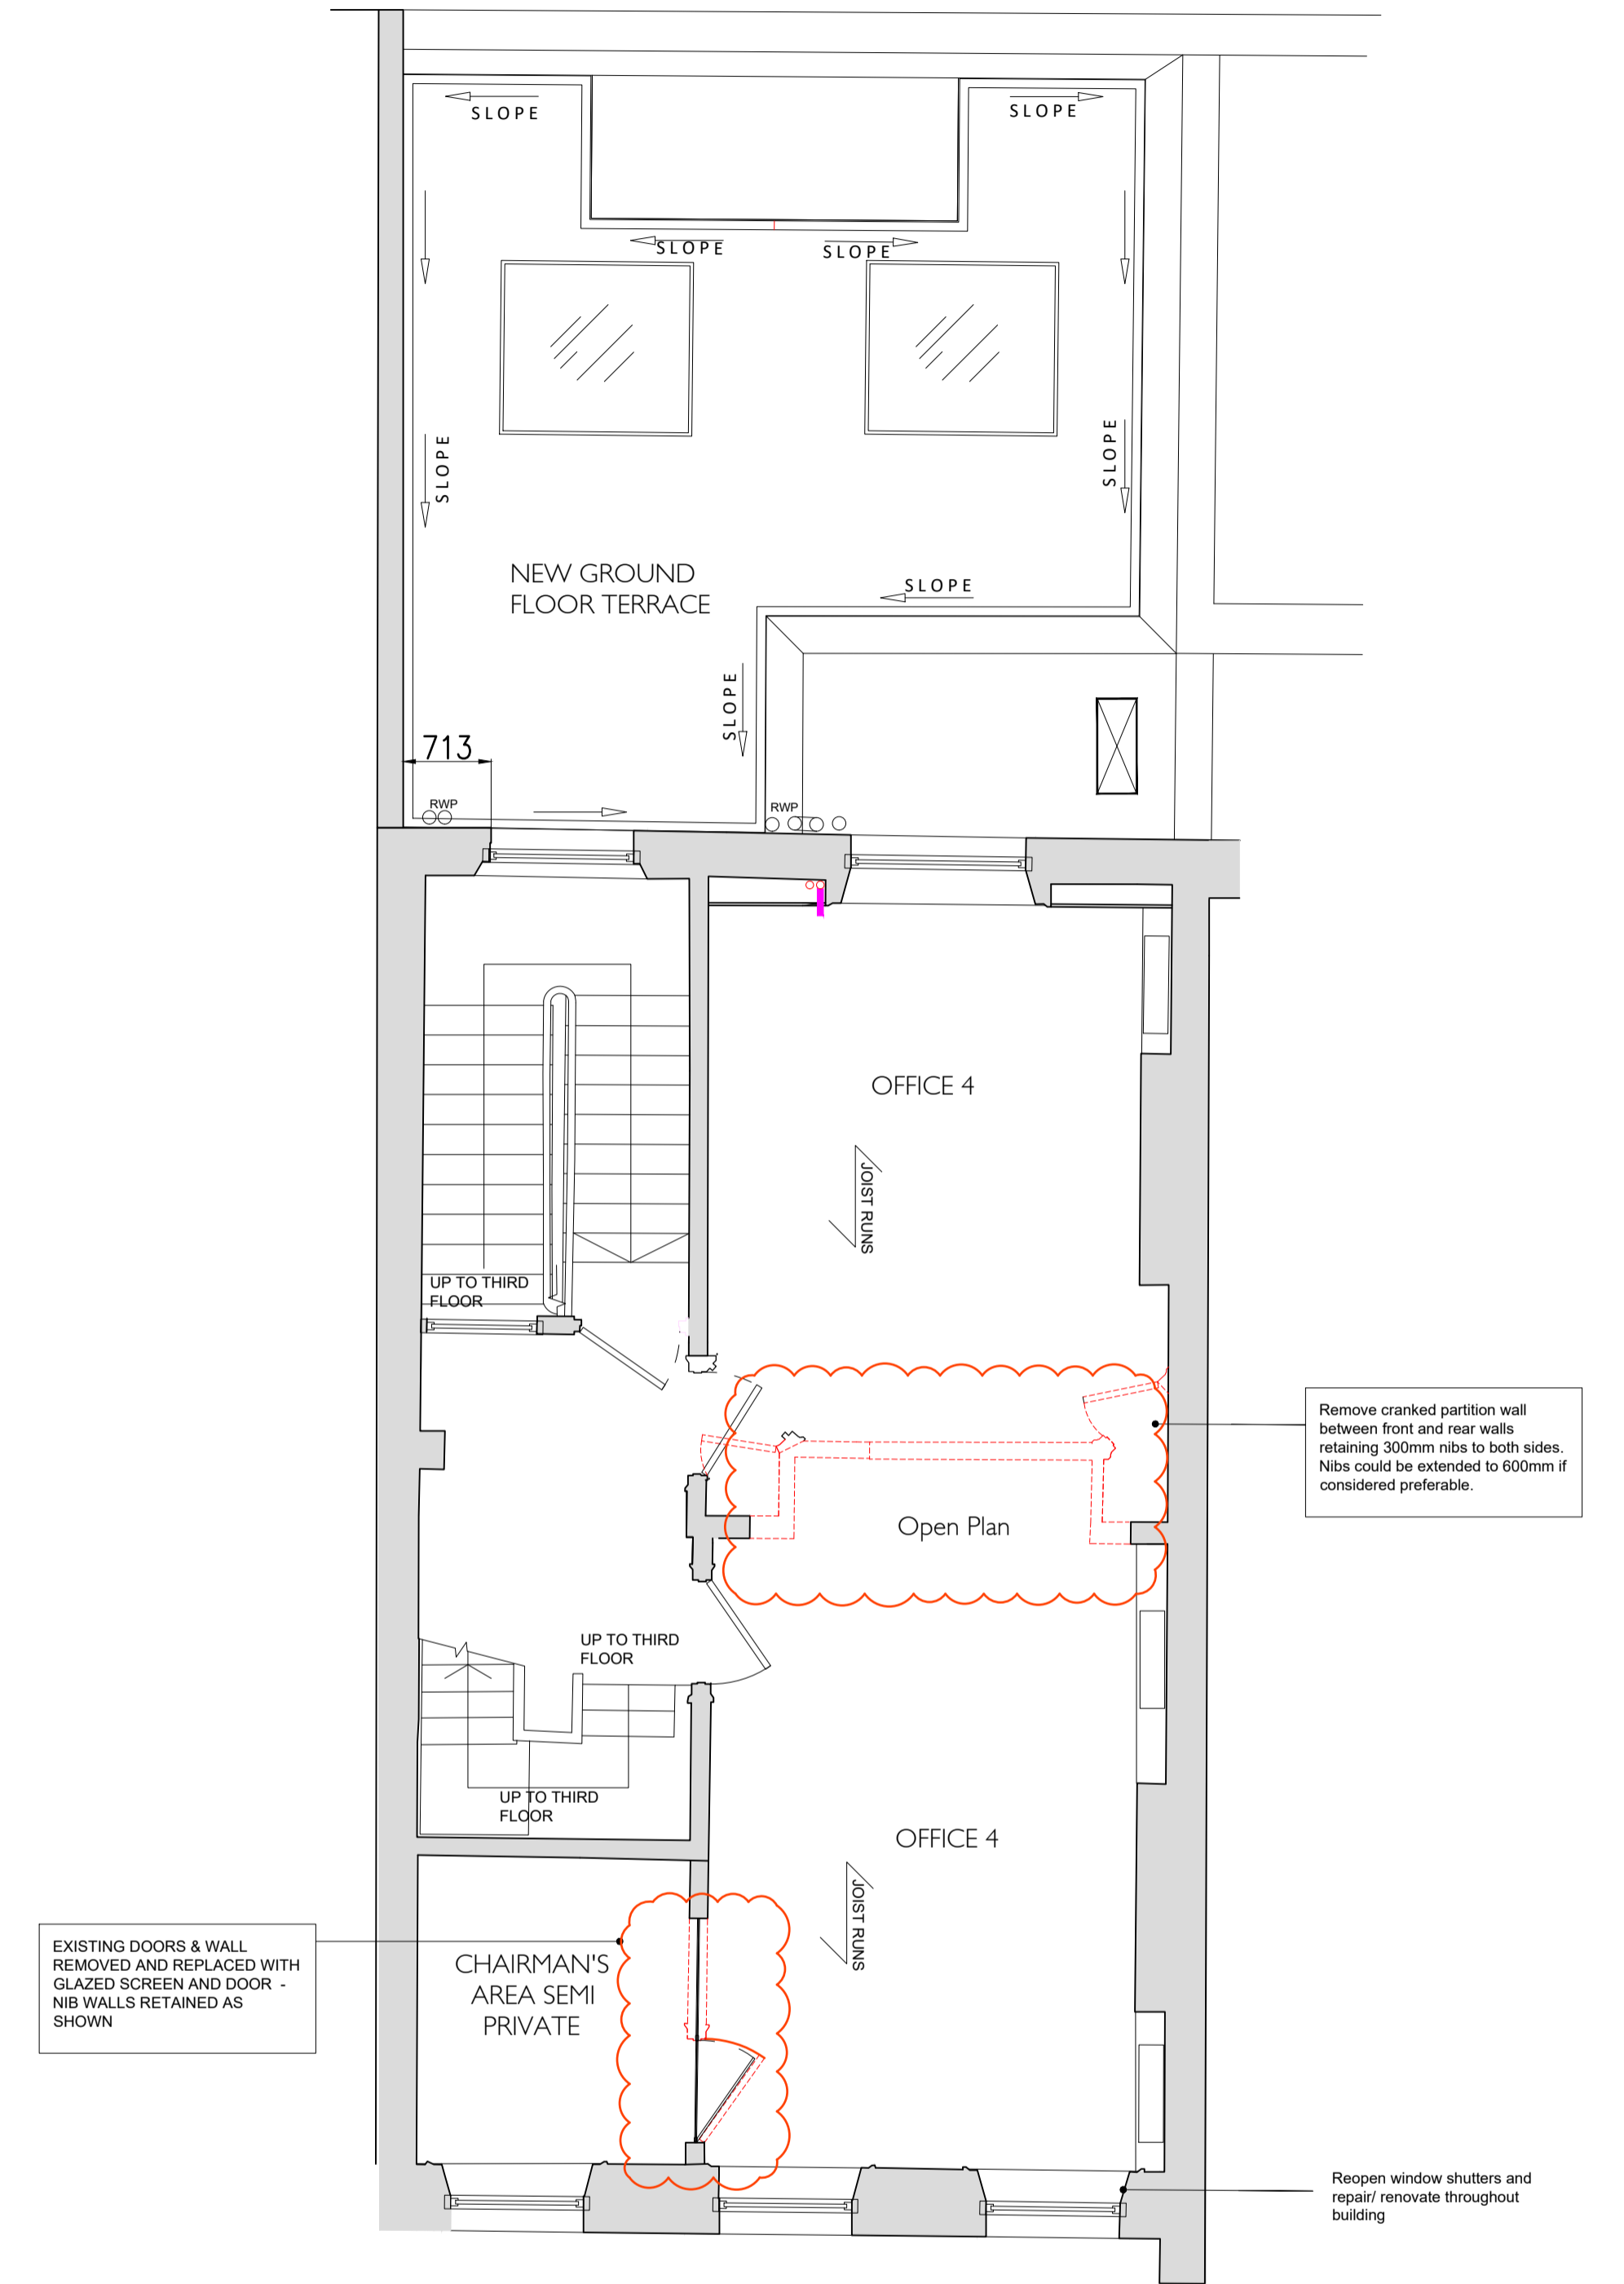 SLOPE
SLOPE
SLOPE
SLOPE
SLOPE
SLOPE
NEW GROUND
FLOOR TERRACE
SLOPE
SLOPE
713
RWP
RWP
OFFICE 4
JOIST RUNS
UP TO THIRD
FLOOR
Remove cranked partition wall
between front and rear walls
retaining 300mm nibs to both sides.
Nibs could be extended to 600mm if
considered preferable.
Open Plan
UP TO THIRD
FLOOR
UP TO THIRD
FLOOR
OFFICE 4
JOIST RUNS
EXISTING DOORS & WALL
REMOVED AND REPLACED WITH
GLAZED SCREEN AND DOOR -
NIB WALLS RETAINED AS
SHOWN
CHAIRMAN'S
AREA SEMI
PRIVATE
Reopen window shutters and
repair/ renovate throughout
building